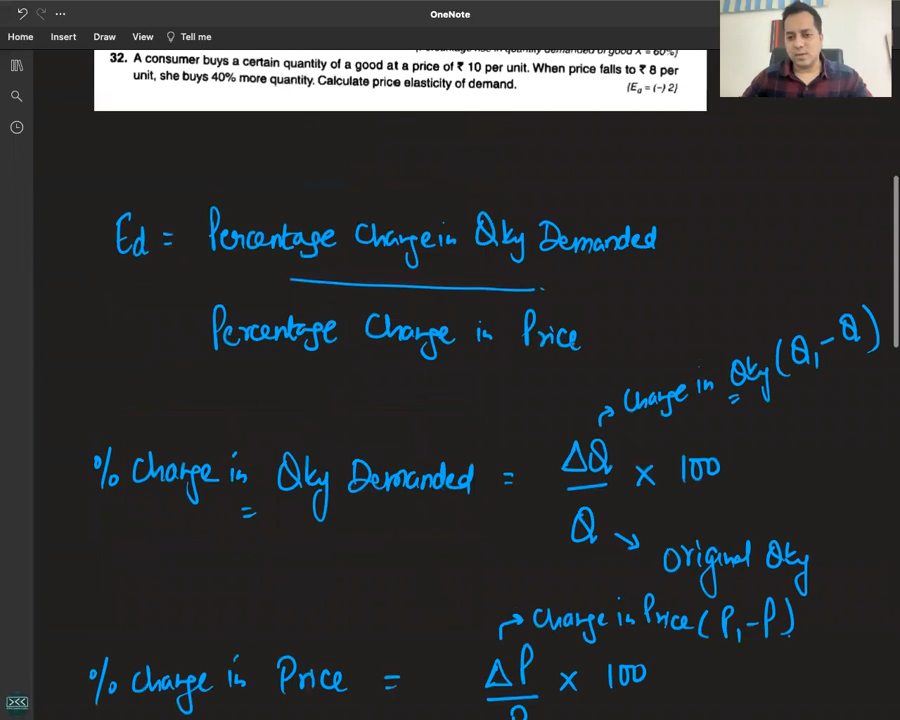 OneNote
Home Insert Draw View Tell me
32. A consumer buys a certain quantity of a good at a price of ₹ 10 per unit. When price falls to ₹ 8 per
unit, she buys 40% more quantity. Calculate price elasticity of demand. {Ed = (–) 2}
Ed = Percentage Change in Qty Demanded
Percentage Change in Price
Change in Qty (Q1 - Q)
% Change in Qty Demanded = ΔQ × 100
Q
Original Qty
Change in Price (P1 - P)
% Change in Price = ΔP × 100